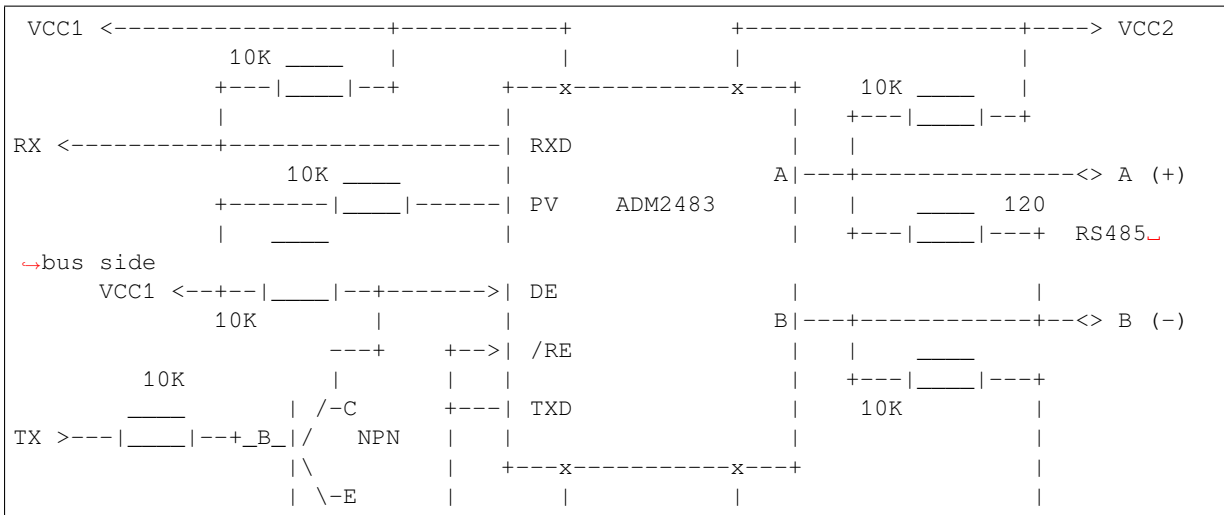 VCC1 <-------------------+-----------+           +-------------------+----> VCC2
10K ____   |           |           |                   |
+---|____|--+       +---x-----------x---+    10K ____   |
|                   |                   |   +---|____|--+
RX <----------+-------------------| RXD               |   |
10K ____       |                  A|---+---------------<> A (+)
+-------|____|------| PV    ADM2483     |   |    ____  120
|   ____            |                   |   +---|____|---+  RS485␣
↪bus side
VCC1 <--+--|____|--+------->| DE                |                |
10K       |        |                  B|---+------------+--<> B (-)
---+    +-->| /RE               |   |    ____
10K          |       |   |                   |   +---|____|---+
____       | /-C     +---| TXD               |    10K         |
TX >---|____|--+_B_|/   NPN   |   |                   |                |
|\         |   +---x-----------x---+                |
| \-E      |       |           |                    |